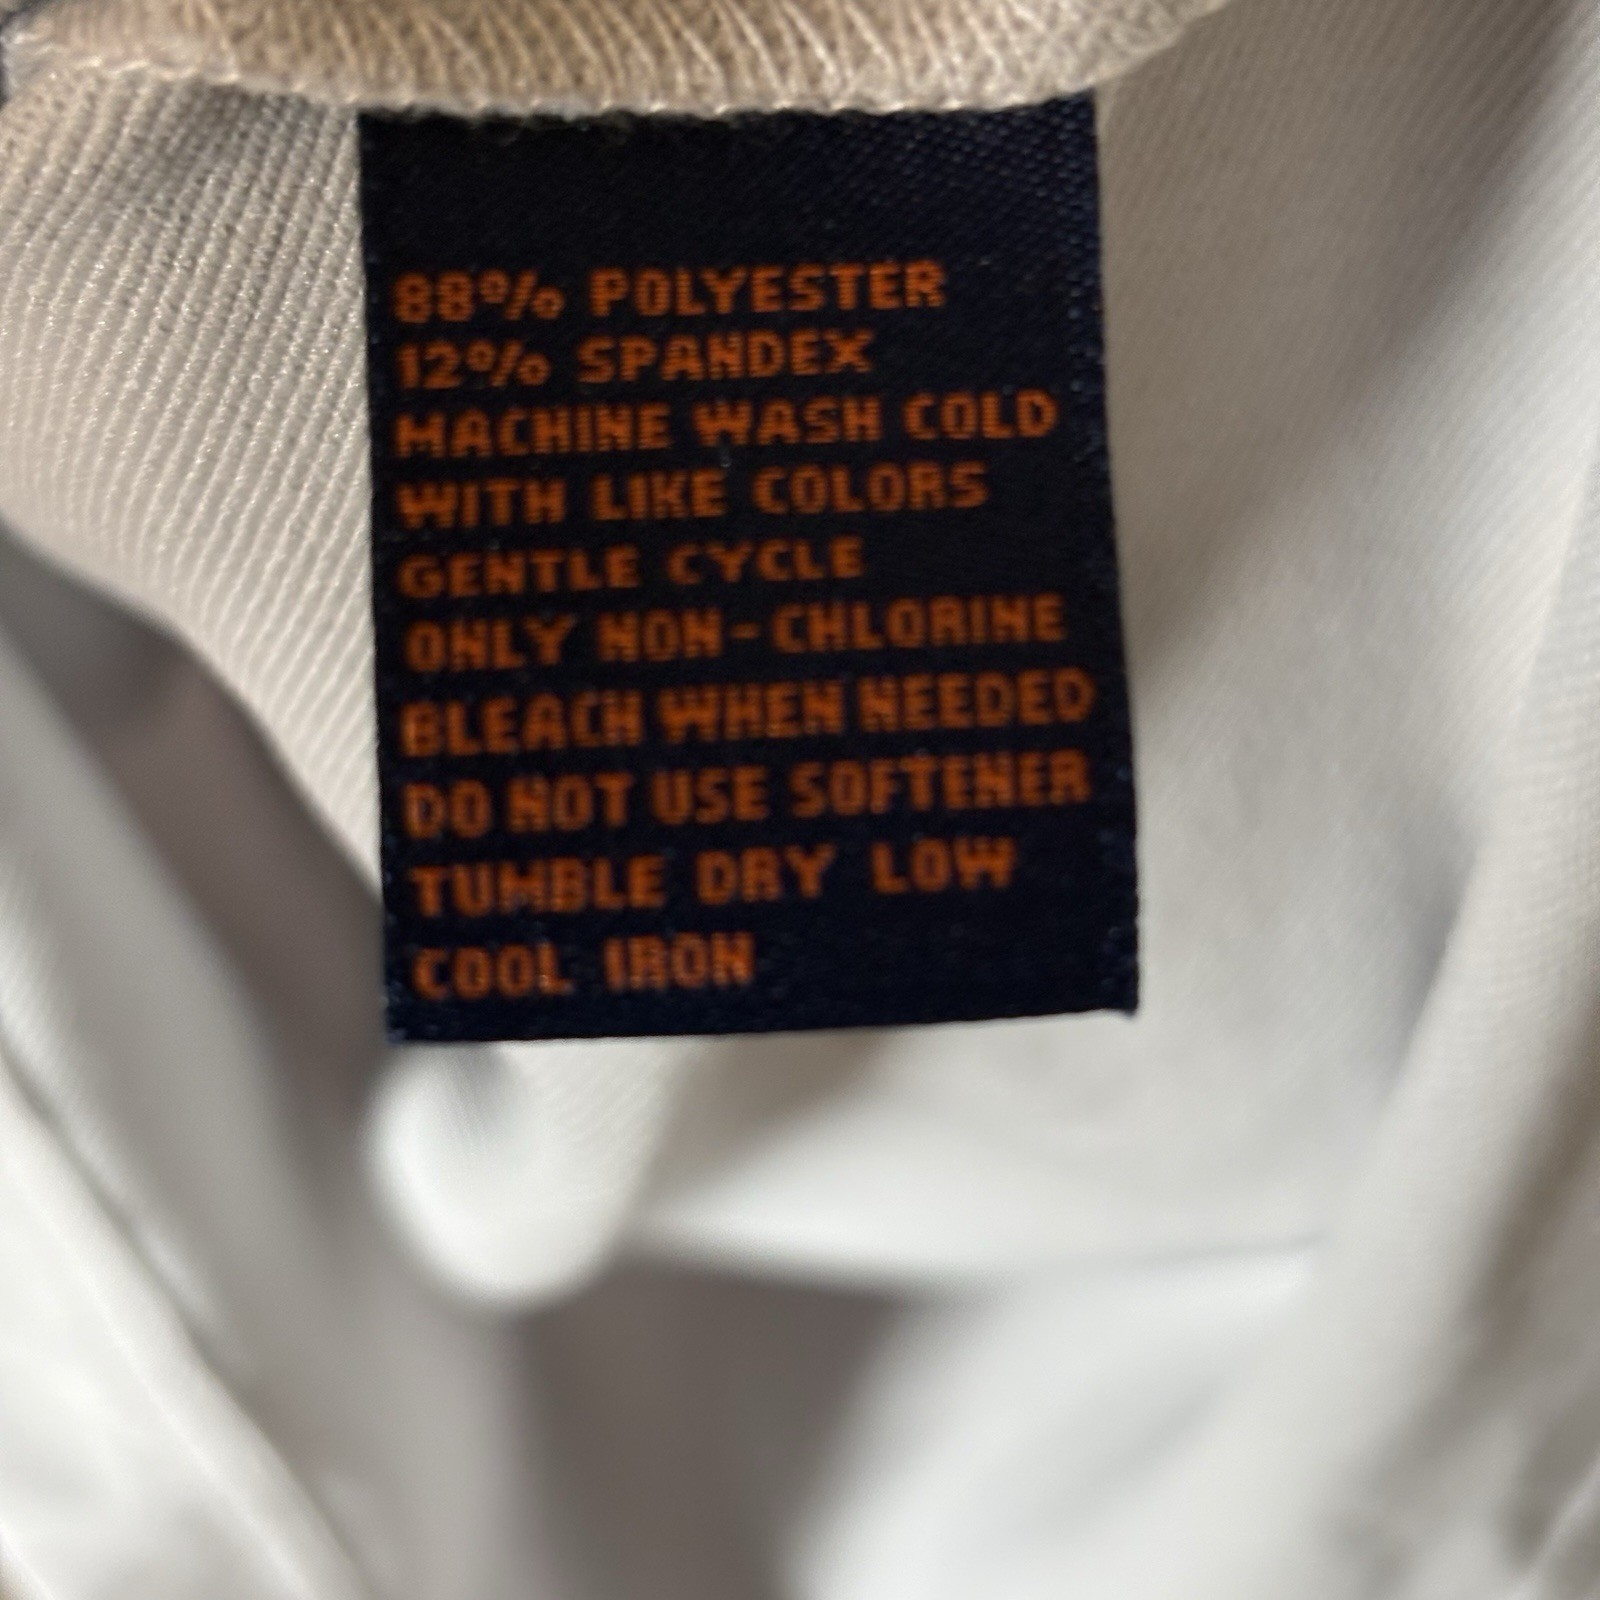 88% POLYESTER
12% SPANDEX
MACHINE WASH COLD
WITH LIKE COLORS
GENTLE CYCLE
ONLY NON-CHLORINE
BLEACH WHEN NEEDED
DO NOT USE SOFTENER
TUMBLE DRY LOW
COOL IRON